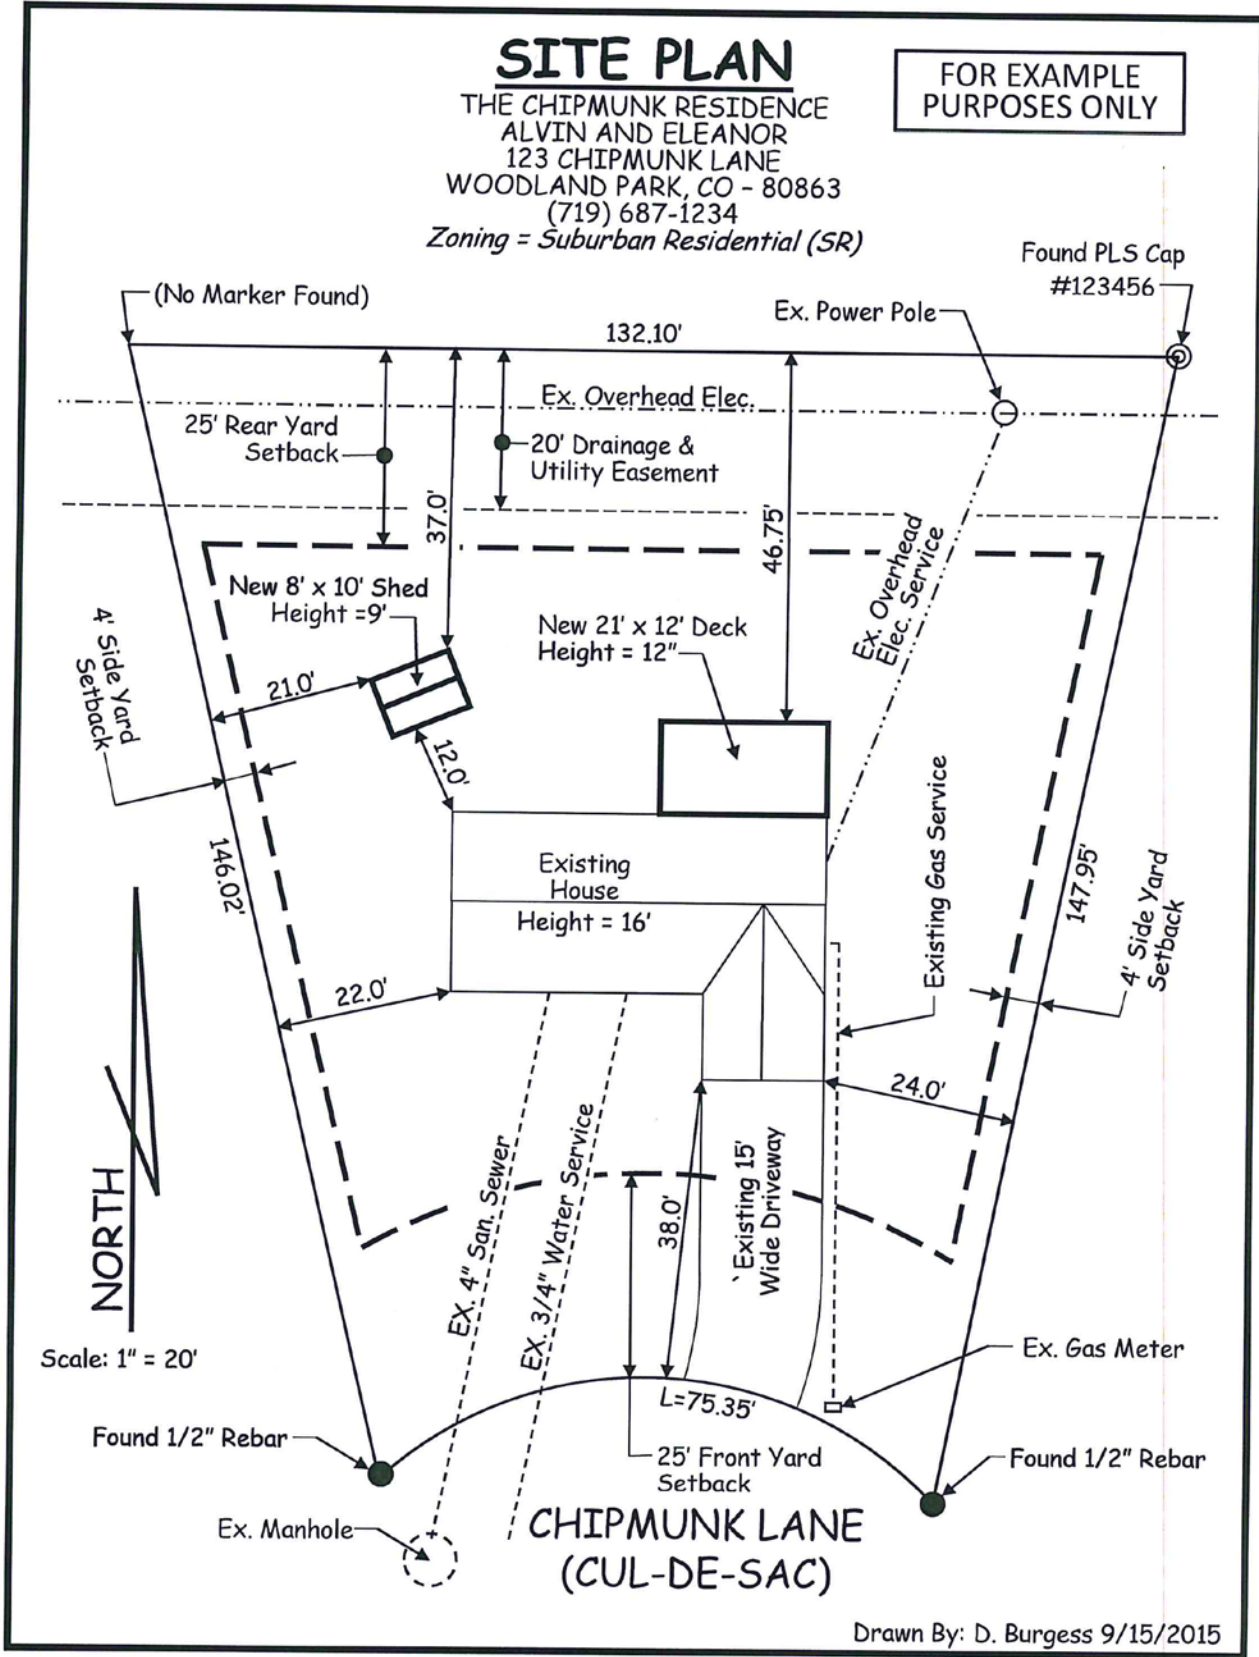 SITE PLAN
FOR EXAMPLE
PURPOSES ONLY
THE CHIPMUNK RESIDENCE
ALVIN AND ELEANOR
123 CHIPMUNK LANE
WOODLAND PARK, CO - 80863
(719) 687-1234
Zoning = Suburban Residential (SR)
Found PLS Cap
#123456
(No Marker Found)
Ex. Power Pole
132.10'
Ex. Overhead Elec.
25' Rear Yard
Setback
20' Drainage &
Utility Easement
37.0'
46.75'
Ex. Overhead
Elec. Service
New 8' x 10' Shed
Height =9'
New 21' x 12' Deck
Height = 12"
4' Side Yard
Setback
21.0'
12.0'
Existing Gas Service
146.02'
147.95'
Existing
House
Height = 16'
4' Side Yard
Setback
22.0'
24.0'
NORTH
Scale: 1" = 20'
EX. 4" San. Sewer
EX. 3/4" Water Service
38.0'
` Existing 15'
Wide Driveway
Ex. Gas Meter
L=75.35'
Found 1/2" Rebar
25' Front Yard
Setback
Found 1/2" Rebar
Ex. Manhole
CHIPMUNK LANE
(CUL-DE-SAC)
Drawn By: D. Burgess 9/15/2015